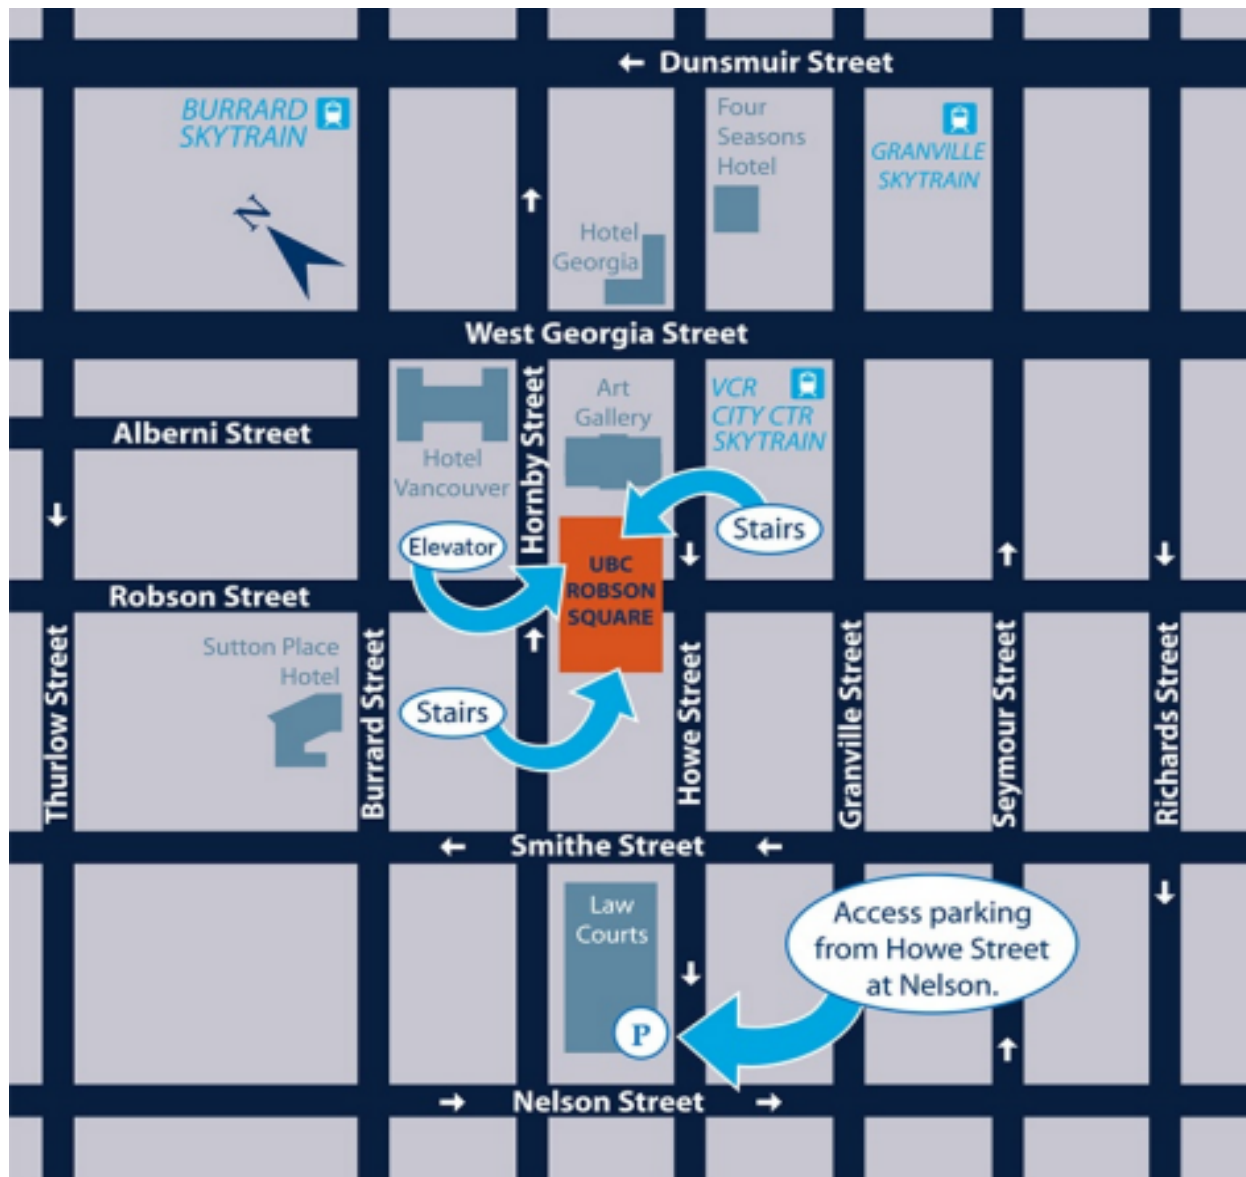 Dunsmuir Street
BURRARD
SKYTRAIN
Four
Seasons
Hotel
GRANVILLE
SKYTRAIN
N
Hotel
Georgia
West Georgia Street
Alberni Street
Hotel
Vancouver
Hornby Street
Art
Gallery
VCR
CITY CTR
SKYTRAIN
Elevator
Stairs
UBC
ROBSON
SQUARE
Robson Street
Sutton Place
Hotel
Stairs
Thurlow Street
Burrard Street
Howe Street
Granville Street
Seymour Street
Richards Street
Smithe Street
Law
Courts
P
Access parking
from Howe Street
at Nelson.
Nelson Street